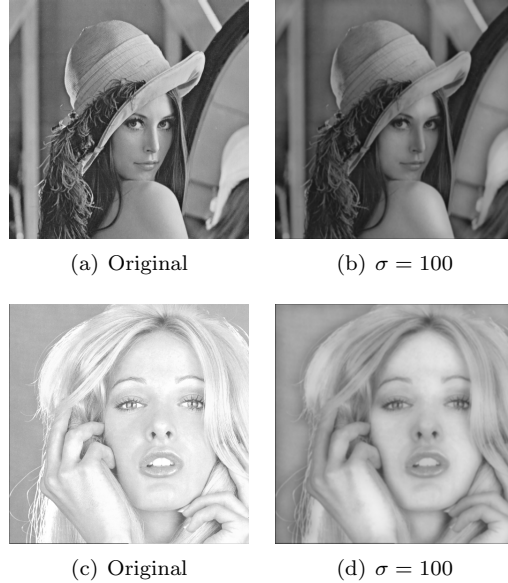 (a) Original
(b) σ = 100
(c) Original
(d) σ = 100